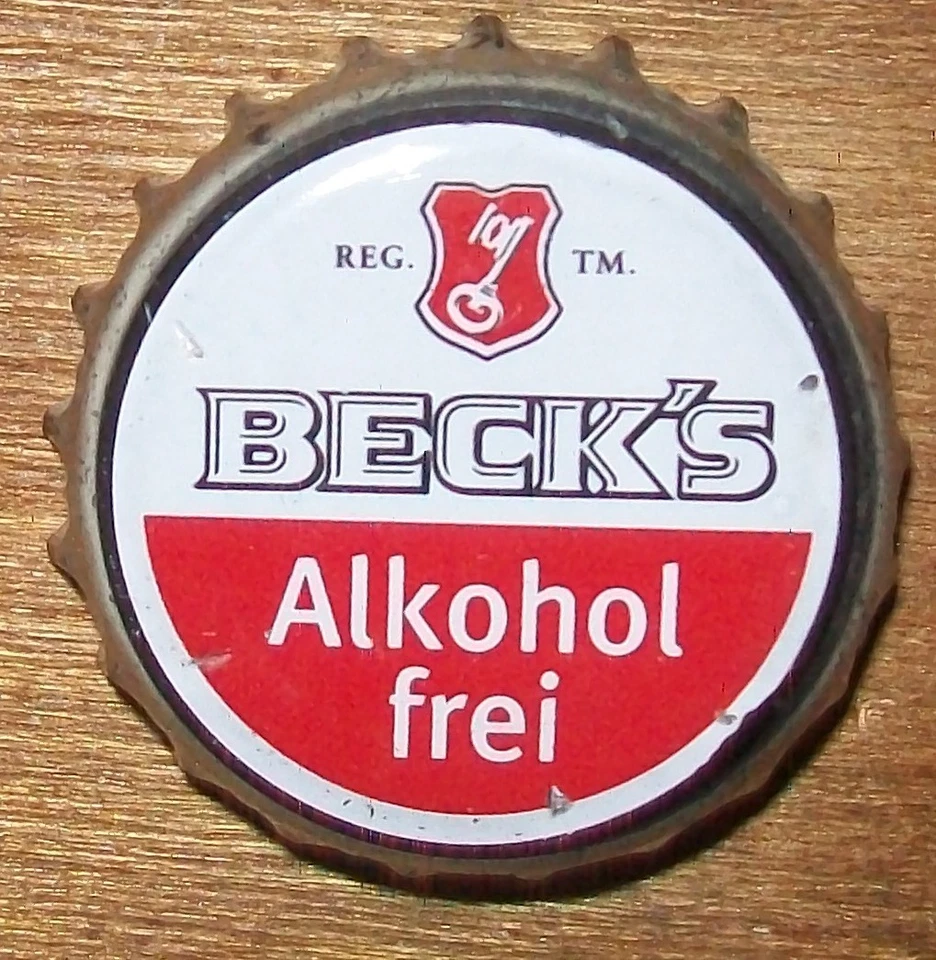 REG. TM.
BECK'S
Alkohol
frei